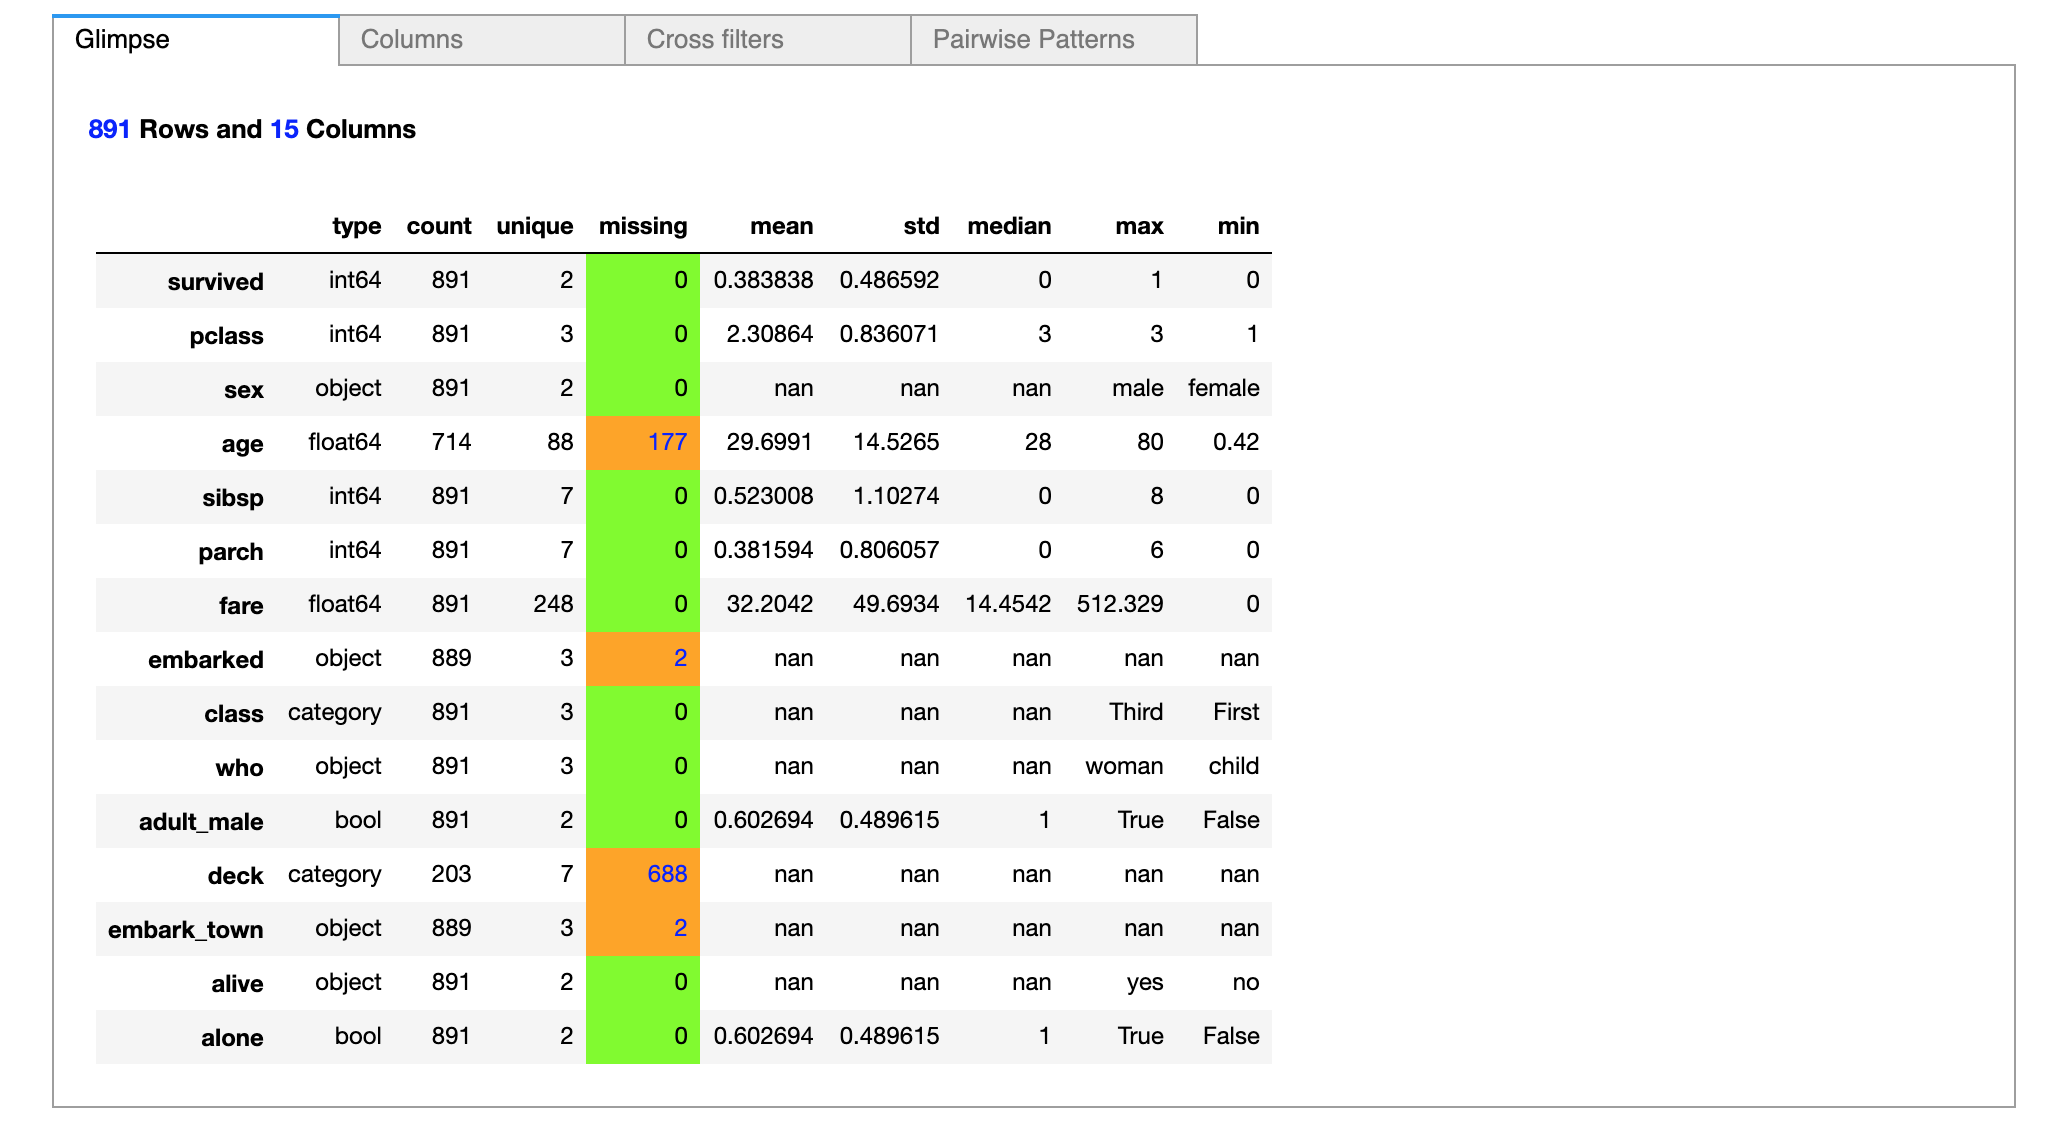 Glimpse Columns Cross filters Pairwise Patterns
891 Rows and 15 Columns
type count unique missing mean std median max min
survived int64 891 2 0 0.383838 0.486592 0 1 0
pclass int64 891 3 0 2.30864 0.836071 3 3 1
sex object 891 2 0 nan nan nan male female
age float64 714 88 177 29.6991 14.5265 28 80 0.42
sibsp int64 891 7 0 0.523008 1.10274 0 8 0
parch int64 891 7 0 0.381594 0.806057 0 6 0
fare float64 891 248 0 32.2042 49.6934 14.4542 512.329 0
embarked object 889 3 2 nan nan nan nan nan
class category 891 3 0 nan nan nan Third First
who object 891 3 0 nan nan nan woman child
adult_male bool 891 2 0 0.602694 0.489615 1 True False
deck category 203 7 688 nan nan nan nan nan
embark_town object 889 3 2 nan nan nan nan nan
alive object 891 2 0 nan nan nan yes no
alone bool 891 2 0 0.602694 0.489615 1 True False